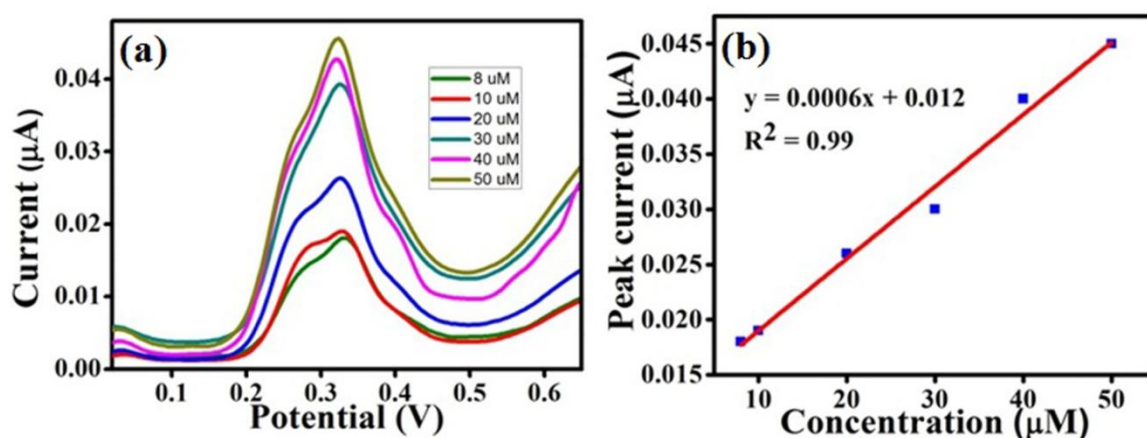 (a)
Current (µA)
0.04
0.03
0.02
0.01
0.00
0.1 0.2 0.3 0.4 0.5 0.6
Potential (V)
8 uM
10 uM
20 uM
30 uM
40 uM
50 uM
(b)
Peak current (µA)
0.045
0.040
0.035
0.030
0.025
0.020
0.015
10 20 30 40 50
Concentration (µM)
y = 0.0006x + 0.012
R² = 0.99